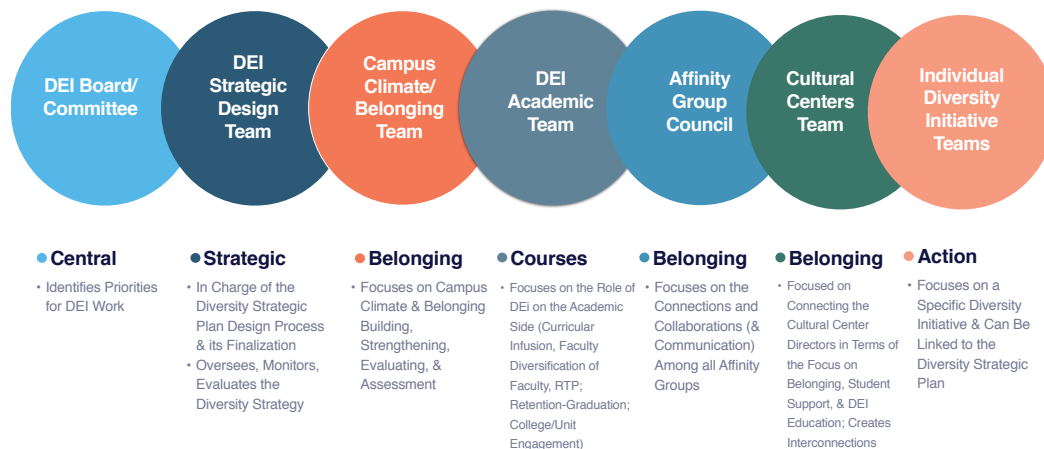 DEI Board/
Committee
DEI
Strategic
Design
Team
Campus
Climate/
Belonging
Team
DEI
Academic
Team
Affinity
Group
Council
Cultural
Centers
Team
Individual
Diversity
Initiative
Teams
Central
• Identifies Priorities
for DEI Work
Strategic
• In Charge of the
Diversity Strategic
Plan Design Process
& its Finalization
• Oversees, Monitors,
Evaluates the
Diversity Strategy
Belonging
• Focuses on Campus
Climate & Belonging
Building,
Strengthening,
Evaluating, &
Assessment
Courses
• Focuses on the Role of
DEi on the Academic
Side (Curricular
Infusion, Faculty
Diversification of
Faculty, RTP;
Retention-Graduation;
College/Unit
Engagement)
Belonging
• Focuses on the
Connections and
Collaborations (&
Communication)
Among all Affinity
Groups
Belonging
• Focused on
Connecting the
Cultural Center
Directors in Terms of
the Focus on
Belonging, Student
Support, & DEI
Education; Creates
Interconnections
Action
• Focuses on a
Specific Diversity
Initiative & Can Be
Linked to the
Diversity Strategic
Plan